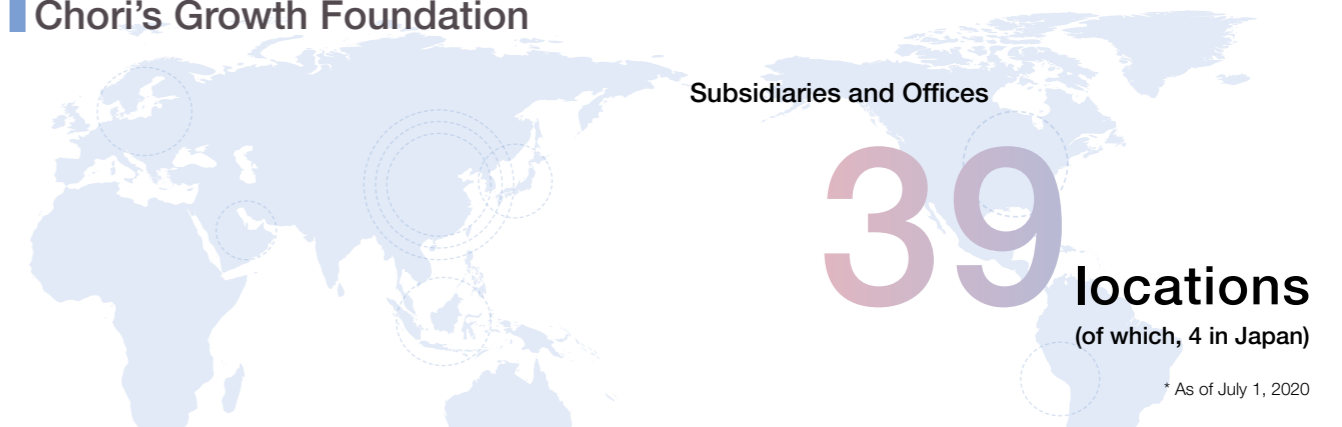 Chori’s Growth Foundation
Subsidiaries and Offices
39
locations
(of which, 4 in Japan)
* As of July 1, 2020